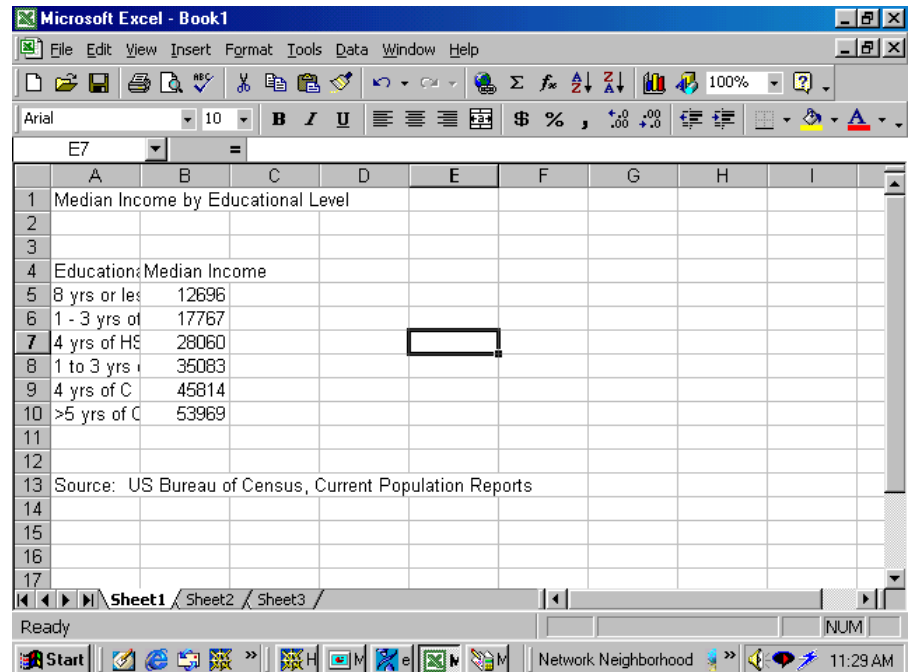 Microsoft Excel - Book1
File Edit View Insert Format Tools Data Window Help
ABC 100%
Arial 10 B I U $ % , .00 .00 A
E7 =
A B C D E F G H I
1 Median Income by Educational Level
2
3
4 Educationa Median Income
5 8 yrs or les 12696
6 1 - 3 yrs of 17767
7 4 yrs of HS 28060
8 1 to 3 yrs 35083
9 4 yrs of C 45814
10 >5 yrs of C 53969
11
12
13 Source: US Bureau of Census, Current Population Reports
14
15
16
17
Sheet1 Sheet2 Sheet3
Ready NUM
Start H M e M Network Neighborhood 11:29 AM